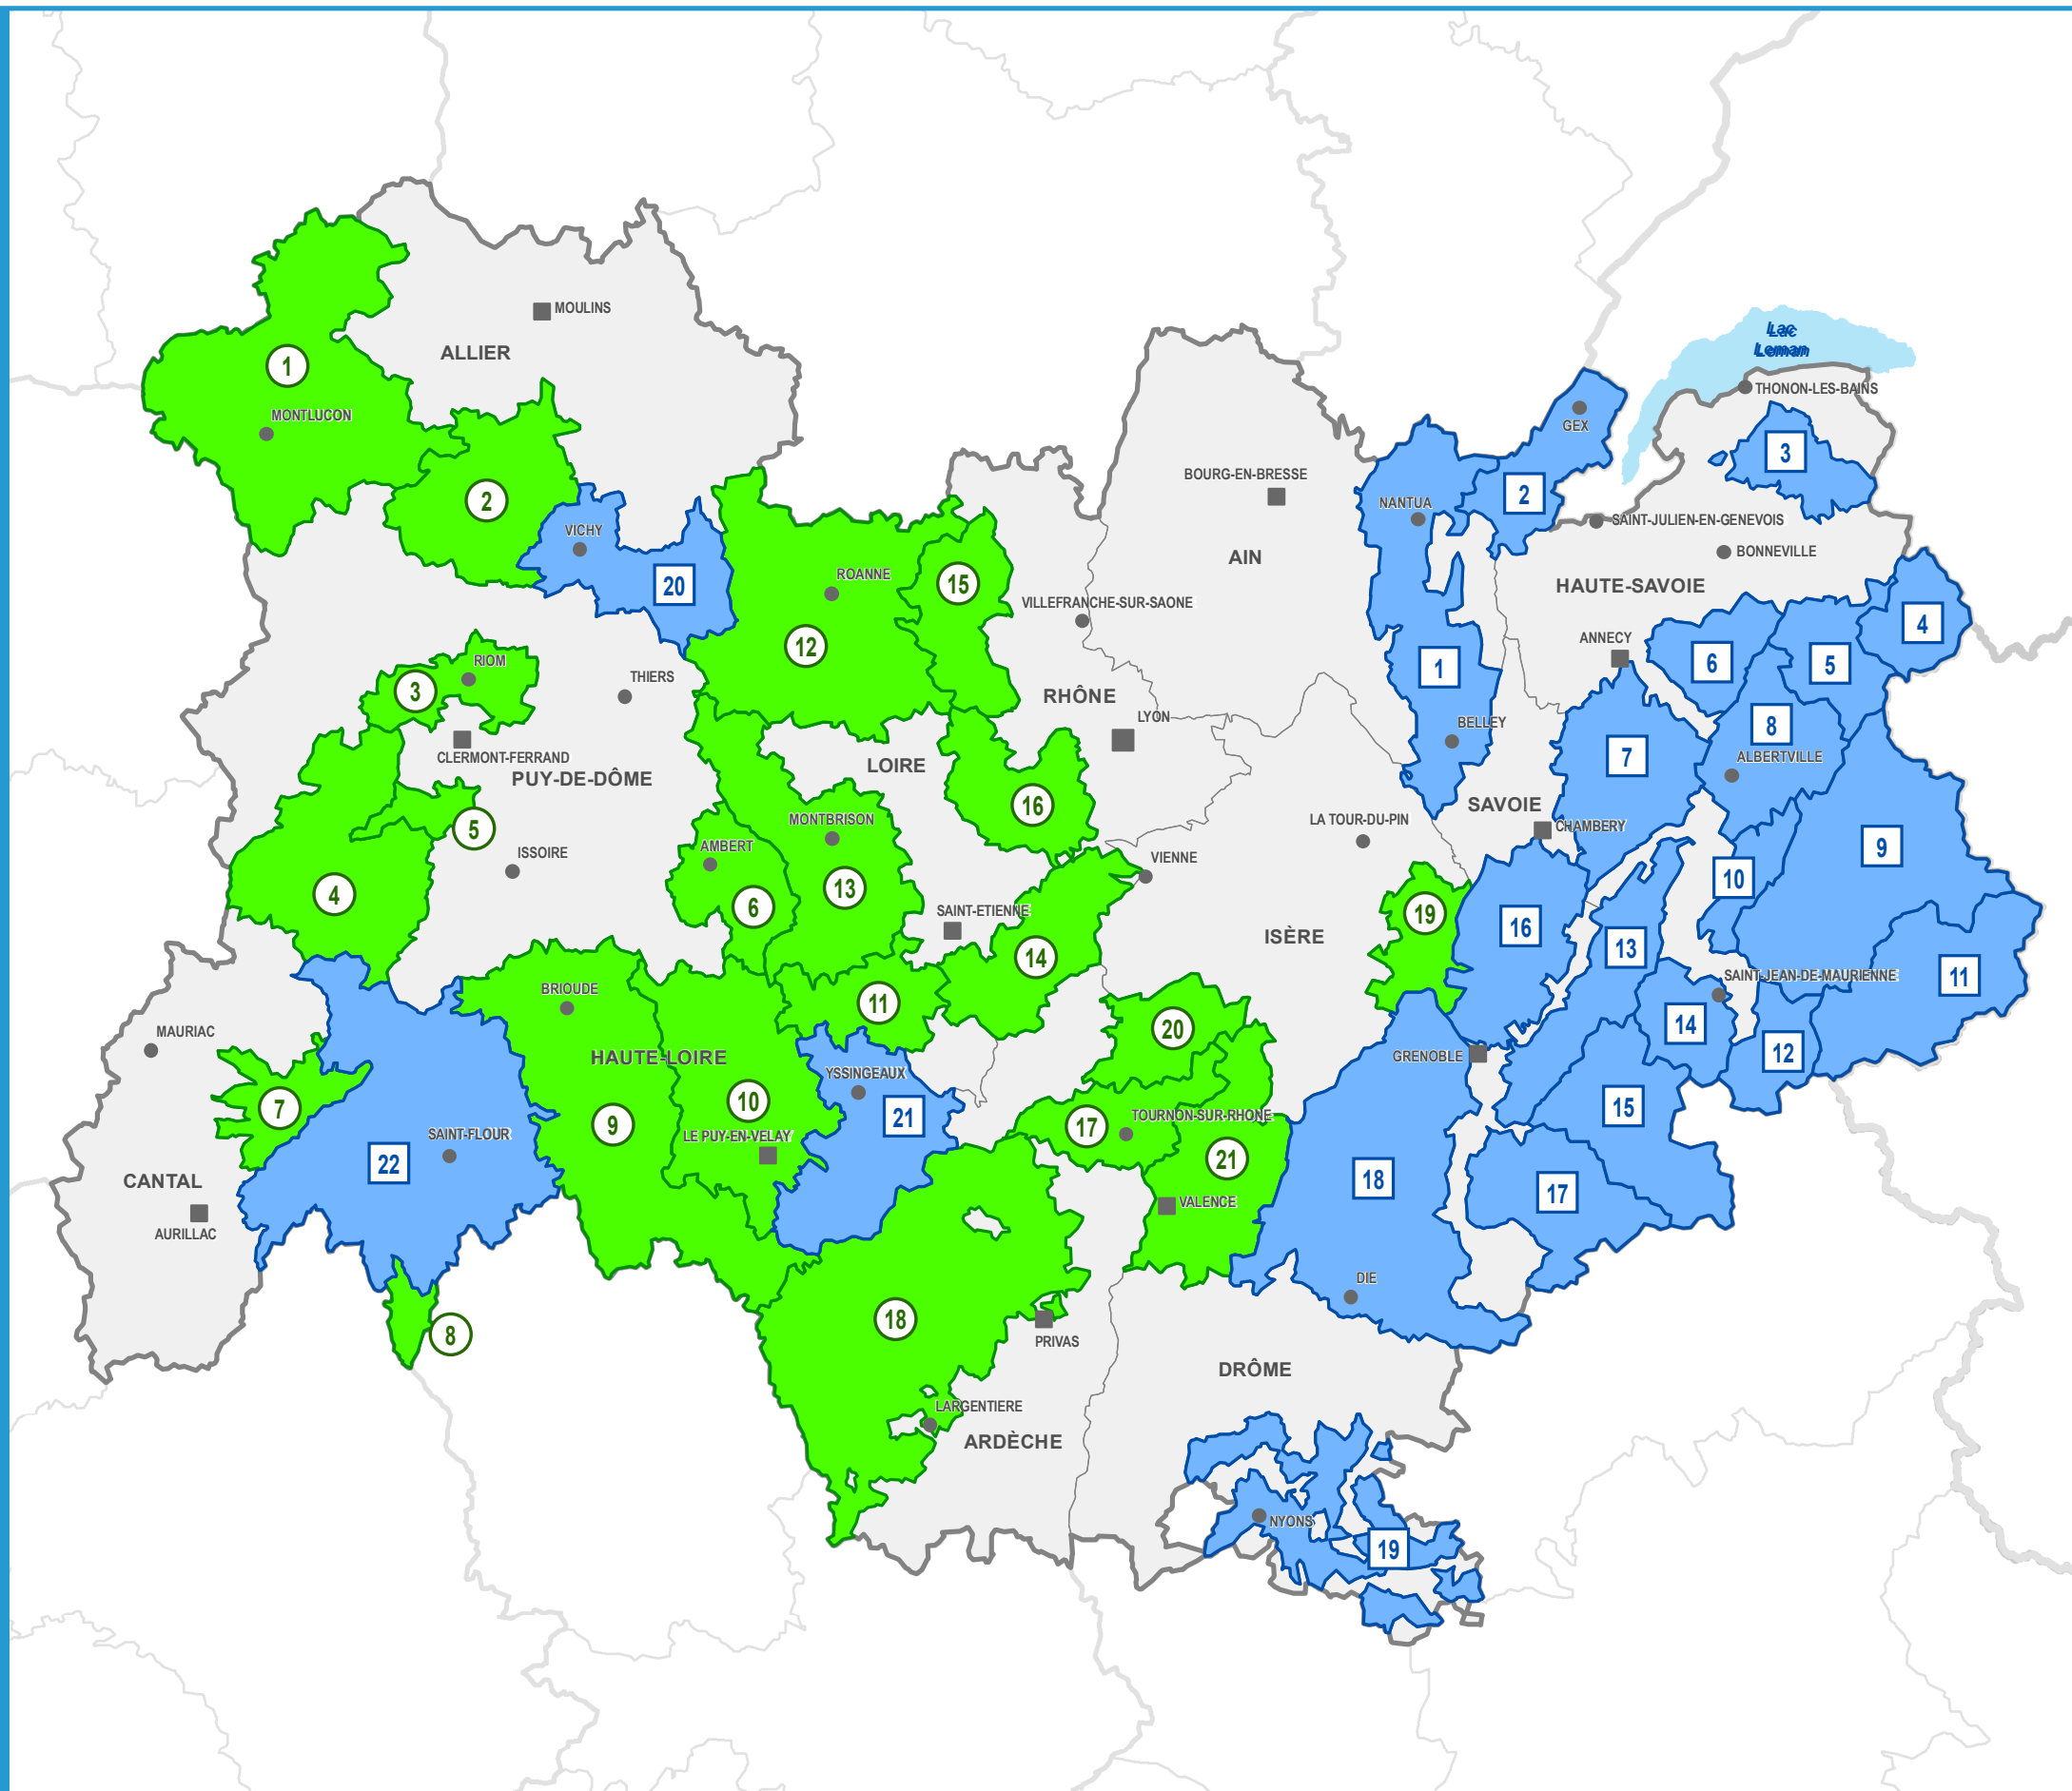 MOULINS
ALLIER
1
MONTLUCON
2
VICHY
20
Lac
Leman
THONON-LES-BAINS
3
GEX
2
NANTUA
BOURG-EN-BRESSE
AIN
SAINT-JULIEN-EN-GENEVOIS
BONNEVILLE
HAUTE-SAVOIE
4
ANNECY
6
5
ROANNE
15
12
VILLEFRANCHE-SUR-SAONE
RHÔNE
LYON
1
BELLEY
8
7
ALBERTVILLE
RIOM
3
THIERS
CLERMONT-FERRAND
PUY-DE-DÔME
LOIRE
16
5
ISSOIRE
4
MONTBRISON
AMBERT
6
13
SAINT-ETIENNE
14
VIENNE
LA TOUR-DU-PIN
SAVOIE
CHAMBERY
9
10
19
16
ISÈRE
13
SAINT-JEAN-DE-MAURIENNE
11
14
12
BRIOUDE
11
20
GRENOBLE
MAURIAC
HAUTE-LOIRE
YSSINGEAUX
7
10
21
9
LE PUY-EN-VELAY
17
TOURNON-SUR-RHONE
15
SAINT-FLOUR
22
21
18
17
CANTAL
AURILLAC
VALENCE
DIE
8
18
PRIVAS
DRÔME
LARGENTIERE
ARDÈCHE
NYONS
19